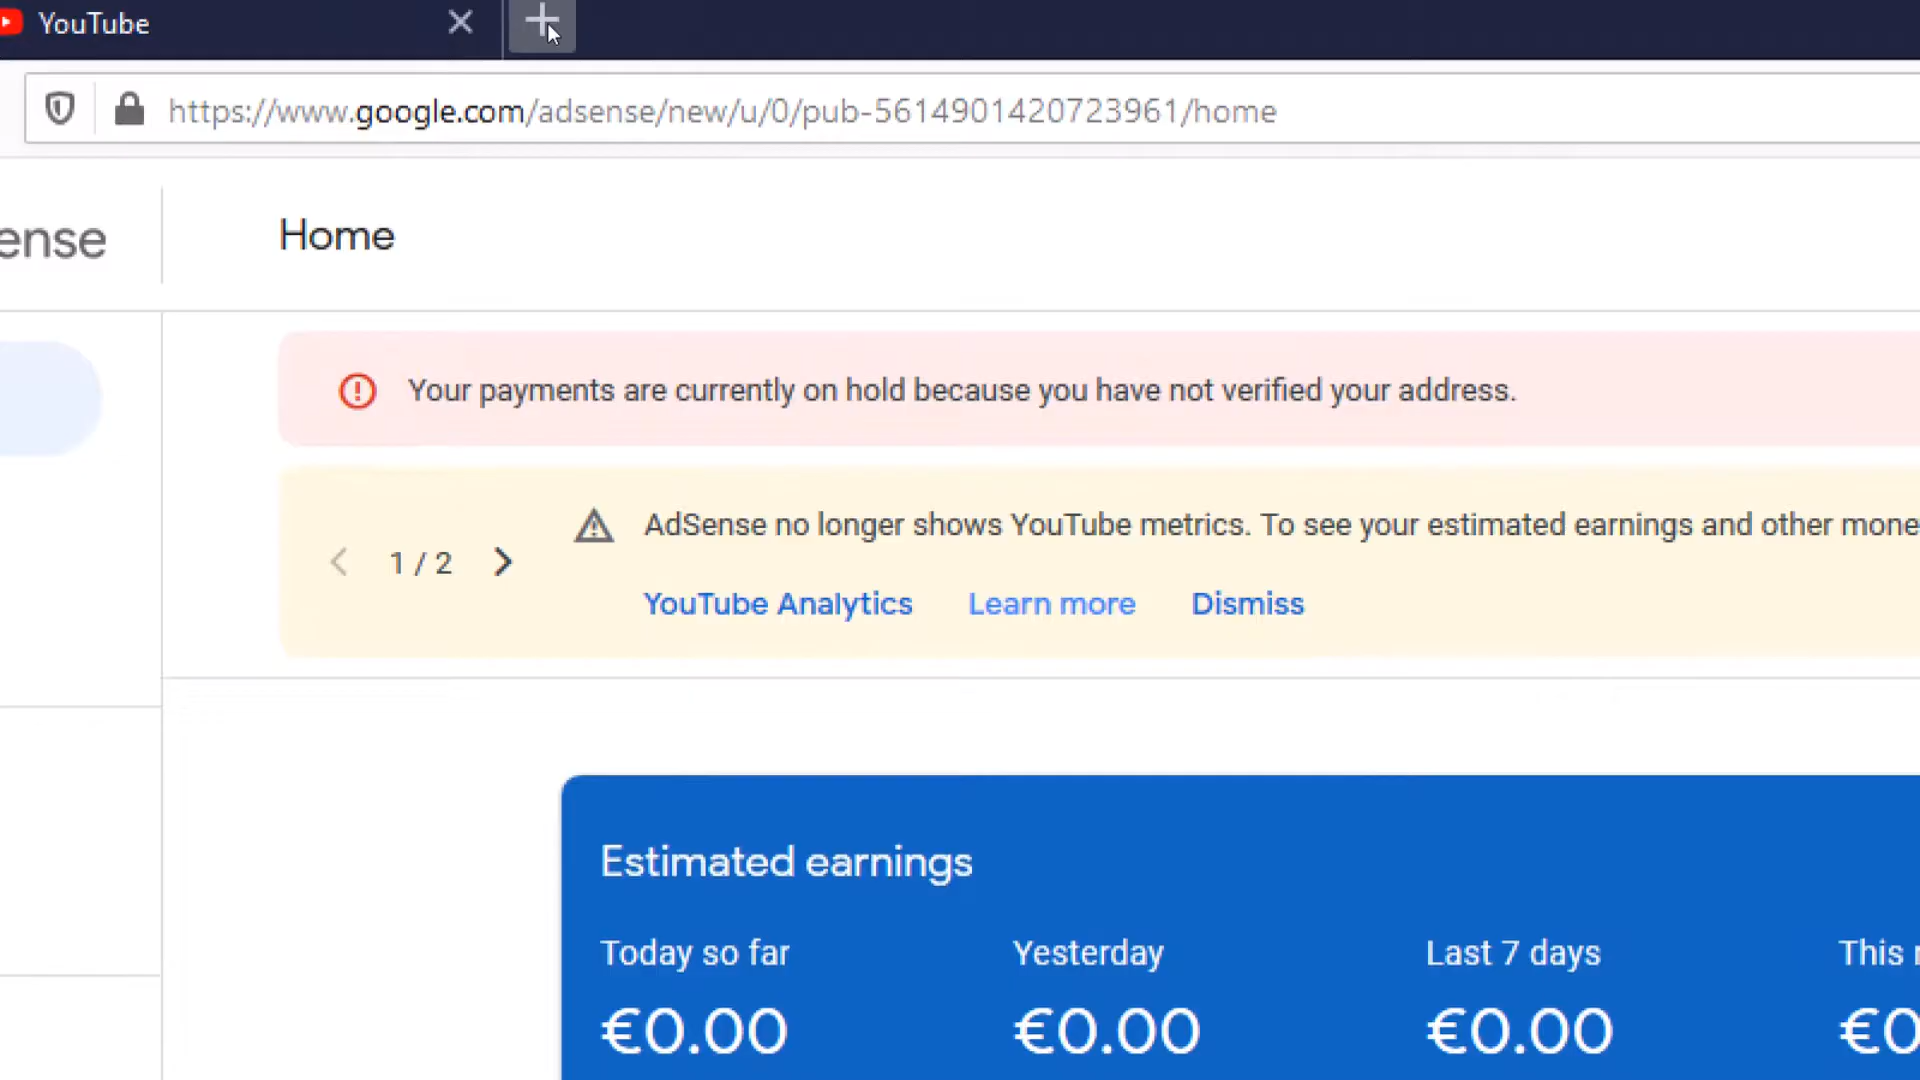 YouTube
https://www.google.com/adsense/new/u/0/pub-5614901420723961/home
ense
Home
Your payments are currently on hold because you have not verified your address.
AdSense no longer shows YouTube metrics. To see your estimated earnings and other mone
1 / 2
YouTube Analytics Learn more Dismiss
Estimated earnings
Today so far Yesterday Last 7 days This
€0.00 €0.00 €0.00 €0